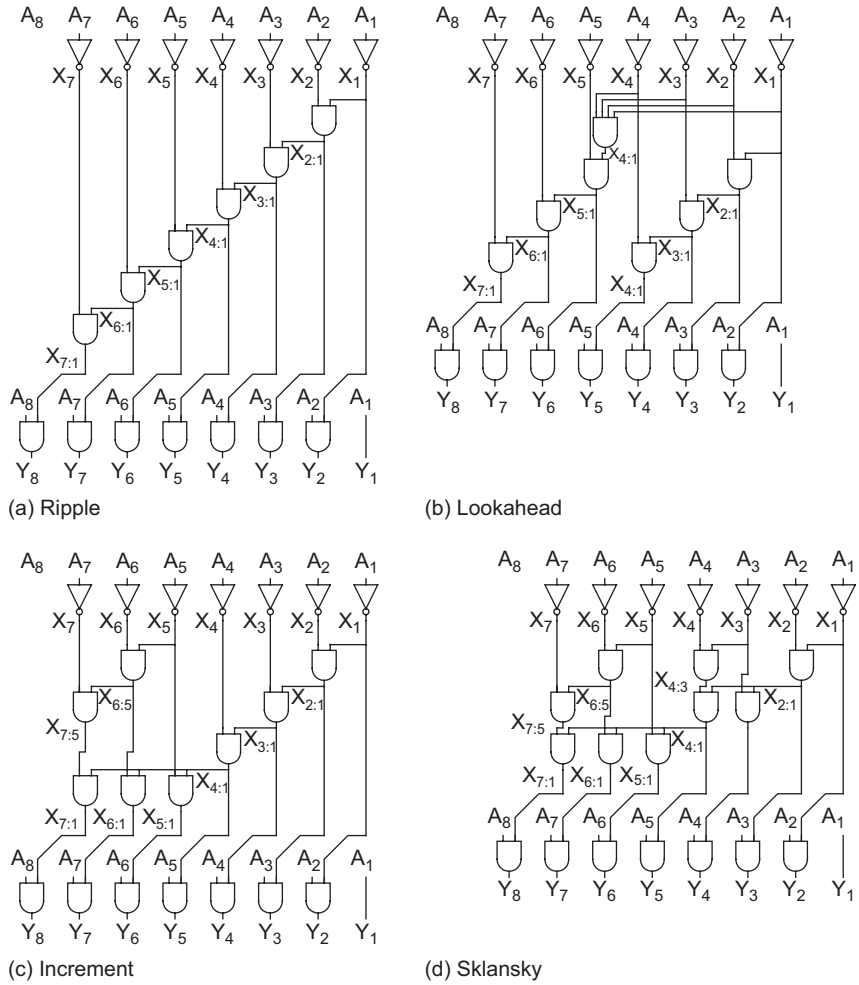 A8 A7 A6 A5 A4 A3 A2 A1
X7 X6 X5 X4 X3 X2 X1
X2:1
X3:1
X4:1
X5:1
X6:1
X7:1
A8 A7 A6 A5 A4 A3 A2 A1
Y8 Y7 Y6 Y5 Y4 Y3 Y2 Y1
(a) Ripple
A8 A7 A6 A5 A4 A3 A2 A1
X7 X6 X5 X4 X3 X2 X1
X4:1
X5:1 X2:1
X6:1 X3:1
X7:1 X4:1
A8 A7 A6 A5 A4 A3 A2 A1
Y8 Y7 Y6 Y5 Y4 Y3 Y2 Y1
(b) Lookahead
A8 A7 A6 A5 A4 A3 A2 A1
X7 X6 X5 X4 X3 X2 X1
X6:5 X2:1
X7:5 X3:1
X4:1
X7:1 X6:1 X5:1
A8 A7 A6 A5 A4 A3 A2 A1
Y8 Y7 Y6 Y5 Y4 Y3 Y2 Y1
(c) Increment
A8 A7 A6 A5 A4 A3 A2 A1
X7 X6 X5 X4 X3 X2 X1
X4:3
X6:5 X2:1
X7:5 X4:1
X7:1 X6:1 X5:1
A8 A7 A6 A5 A4 A3 A2 A1
Y8 Y7 Y6 Y5 Y4 Y3 Y2 Y1
(d) Sklansky